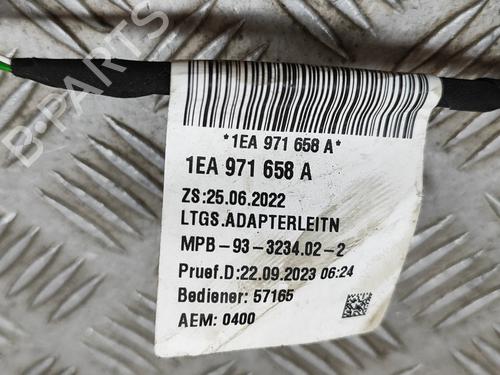 B-PARTS
*1EA 971 658 A*
1EA 971 658 A
ZS:25.06.2022
LTGS.ADAPTERLEITN
MPB-93-3234.02-2
Pruef.D:22.09.2023 06:24
Bediener: 57165
AEM: 0400